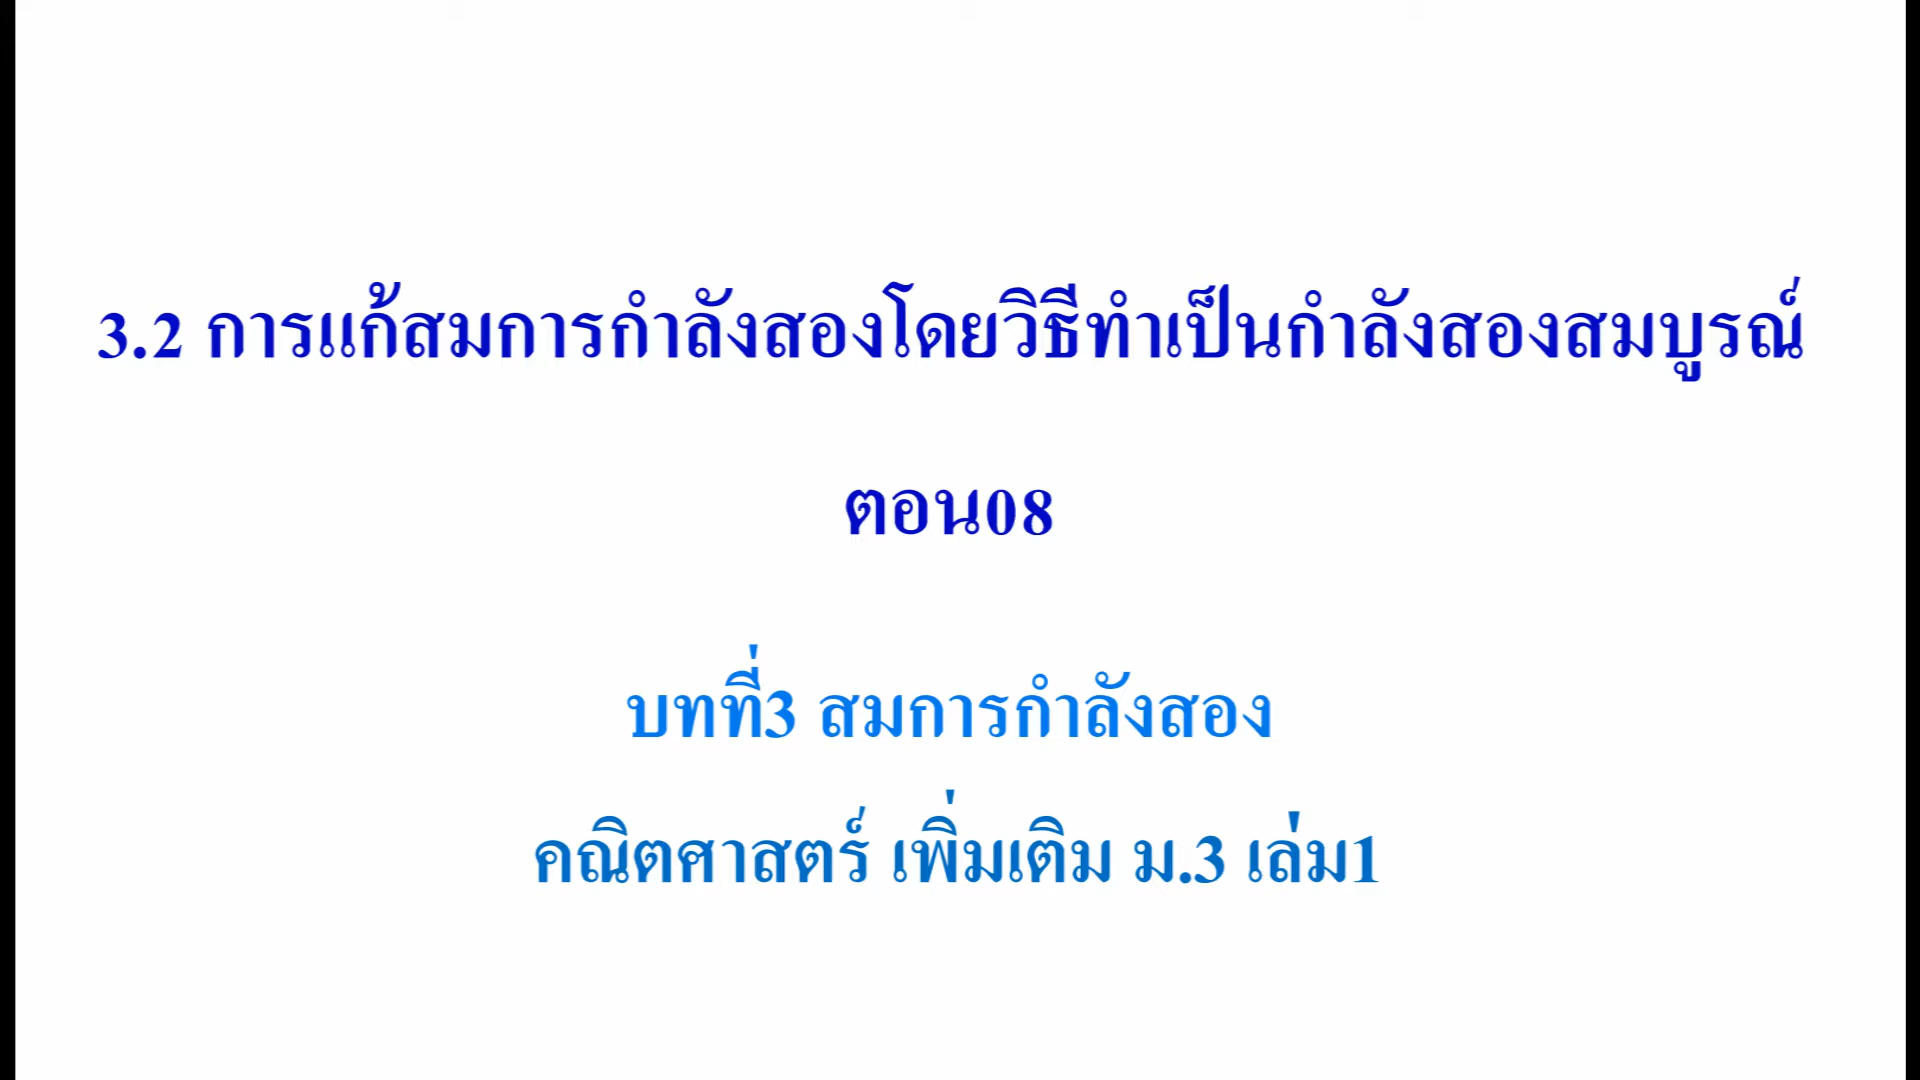 3.2 การแก้สมการกำลังสองโดยวิธีทำเป็นกำลังสองสมบูรณ์
ตอน08
บทที่3 สมการกำลังสอง
คณิตศาสตร์ เพิ่มเติม ม.3 เล่ม1